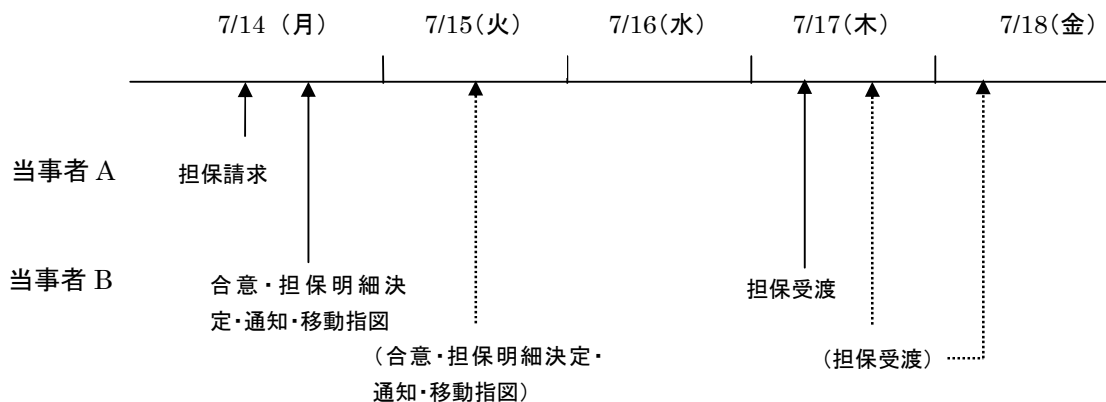 7/14（月） 7/15(火) 7/16(水) 7/17(木) 7/18(金)
当事者 A 担保請求
当事者 B
合意・担保明細決
定・通知・移動指図
担保受渡
（合意・担保明細決定・
通知・移動指図）
（担保受渡）